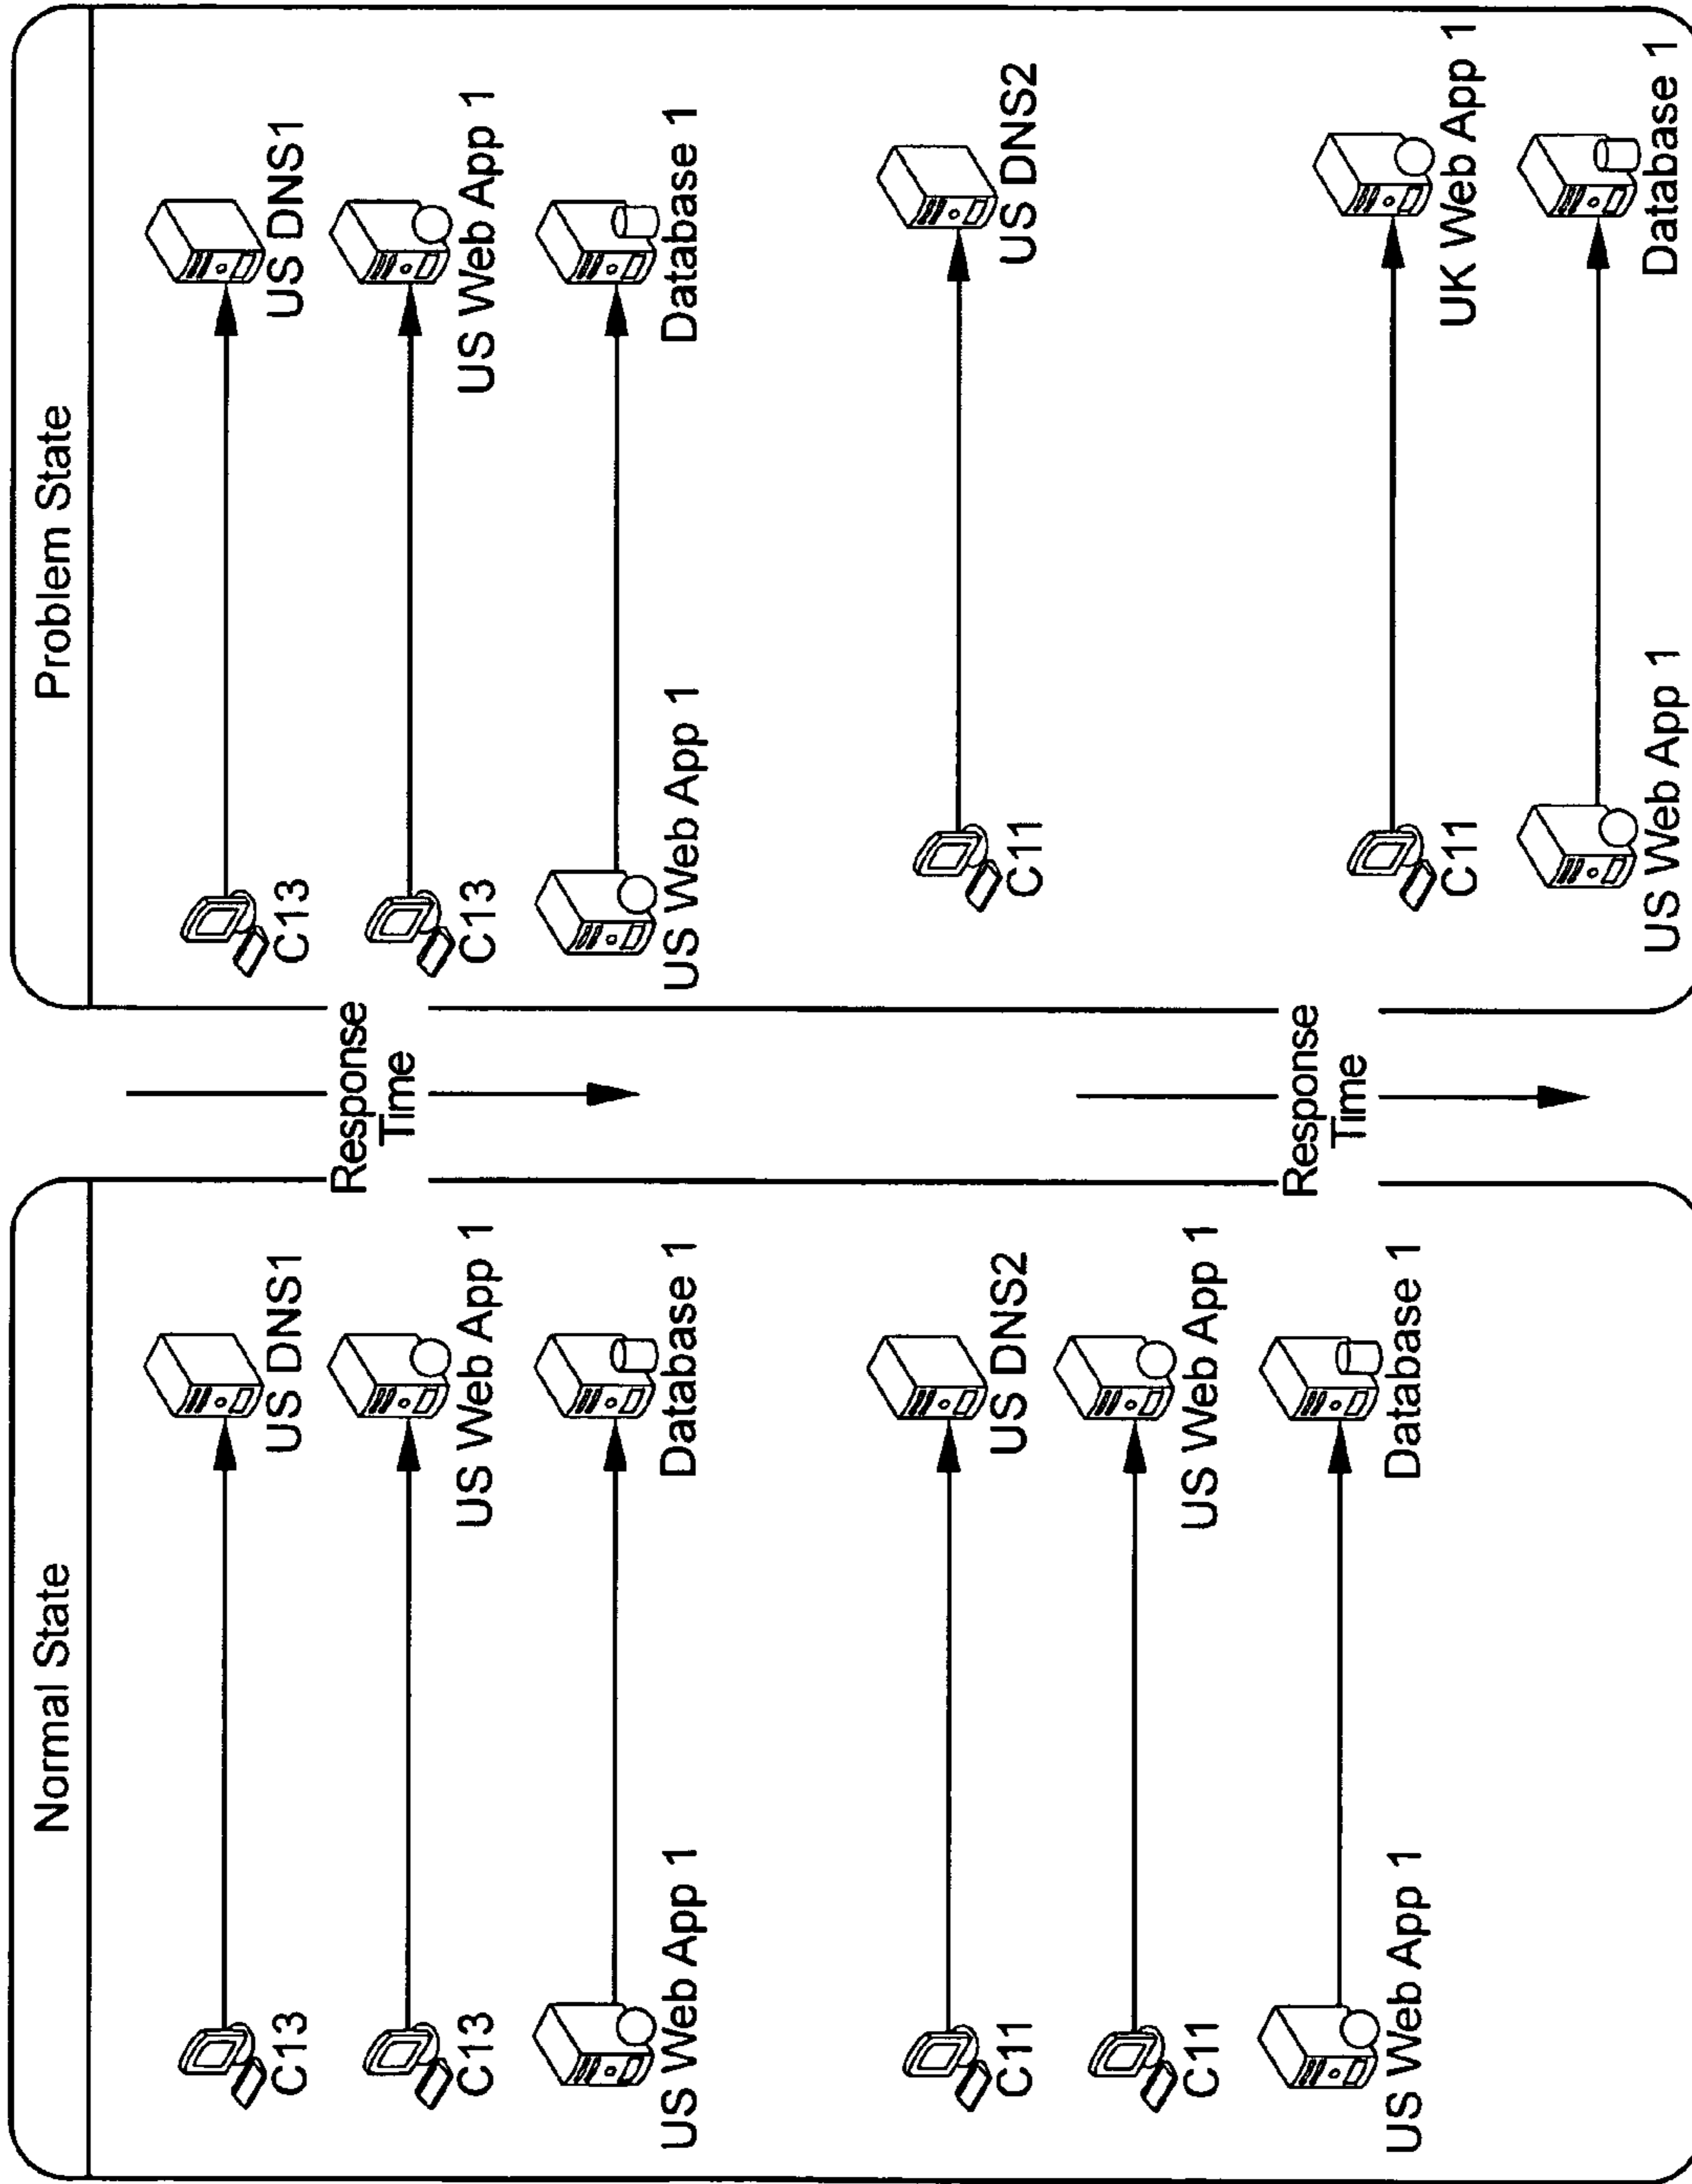 Normal State
C13
US DNS1
C13
US Web App 1
US Web App 1
Database 1
C11
US DNS2
C11
US Web App 1
US Web App 1
Database 1
Response
Time
Response
Time
Problem State
C13
US DNS1
C13
US Web App 1
US Web App 1
Database 1
C11
US DNS2
C11
UK Web App 1
US Web App 1
Database 1